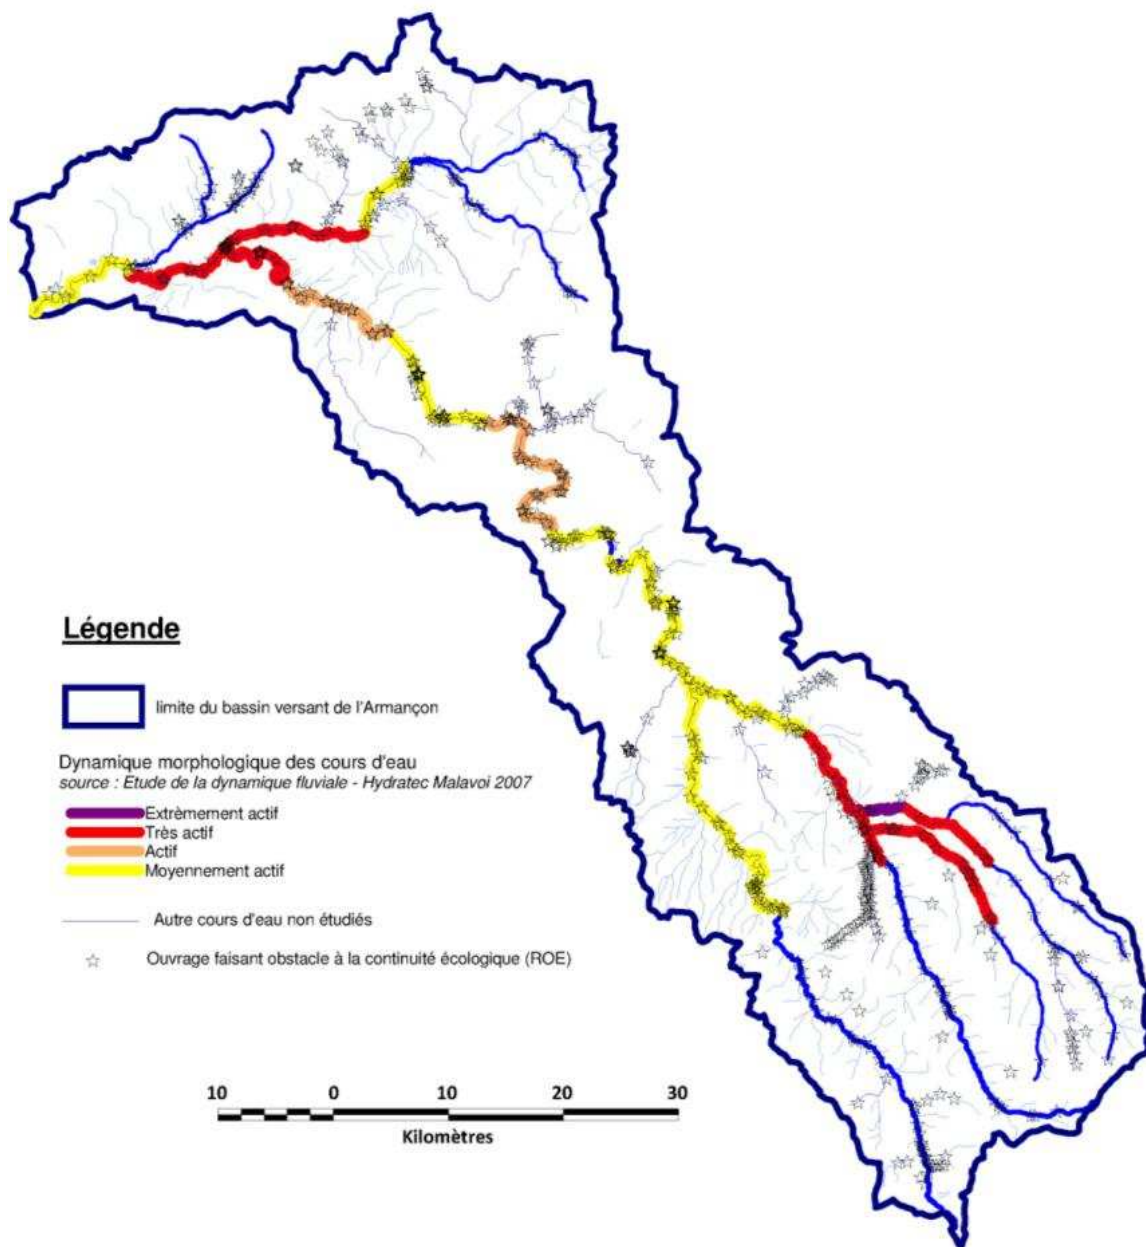 Légende
limite du bassin versant de l'Armançon
Dynamique morphologique des cours d'eau
source : Etude de la dynamique fluviale - Hydratec Malavoi 2007
Extrèmement actif
Très actif
Actif
Moyennement actif
Autre cours d'eau non étudiés
Ouvrage faisant obstacle à la continuité écologique (ROE)
10 0 10 20 30
Kilomètres